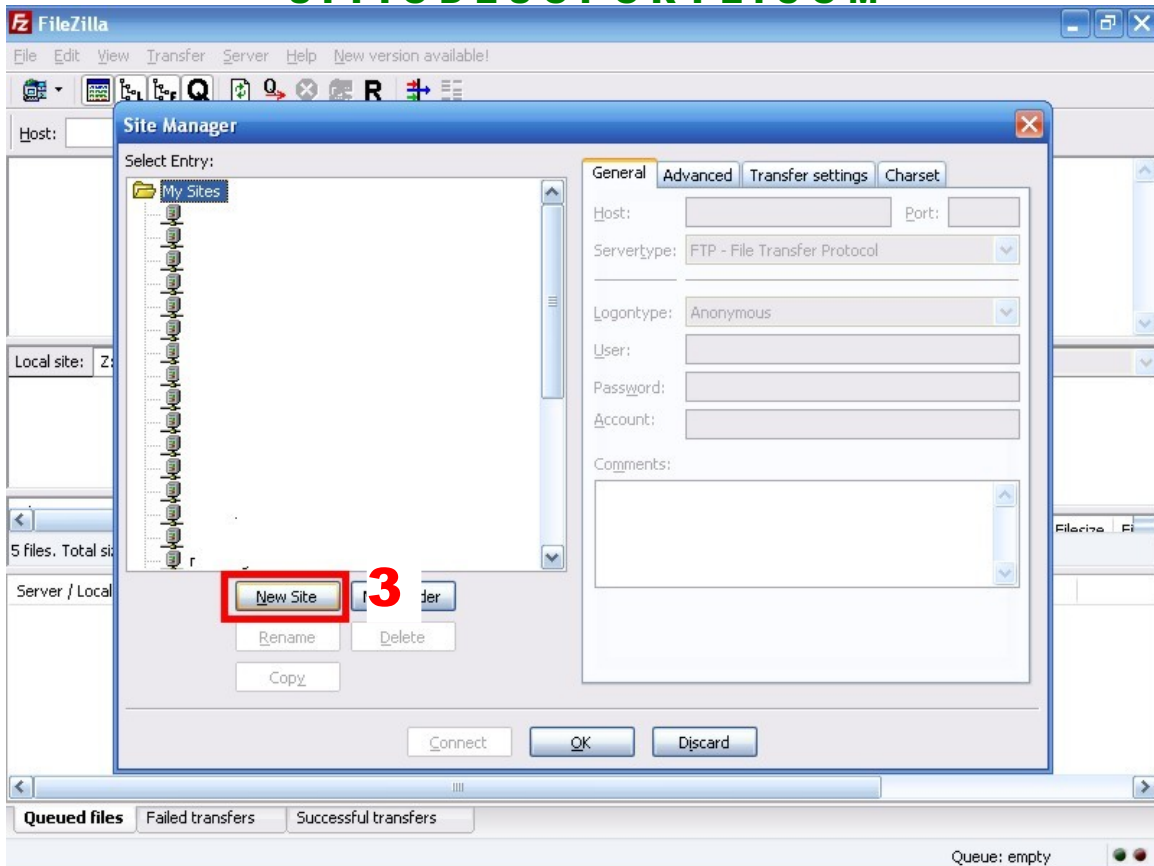 FileZilla
File Edit View Transfer Server Help New version available!
Q R
Host:
Site Manager
Select Entry:
My Sites
General Advanced Transfer settings Charset
Host: Port:
Servertype: FTP - File Transfer Protocol
Logontype: Anonymous
User:
Password:
Account:
Comments:
Local site: Z:
Filesize
5 files. Total
Server / Local
New Site 3
Rename Delete
Copy
Connect OK Discard
Queued files Failed transfers Successful transfers
Queue: empty